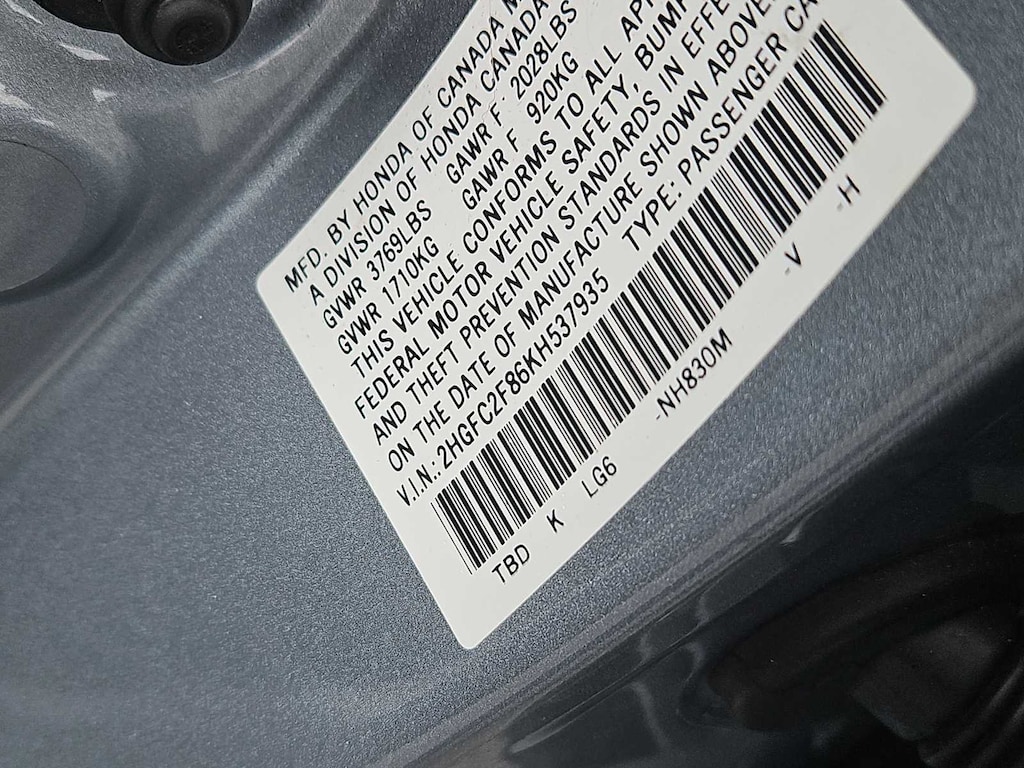 MFD. BY HONDA OF CANADA
A DIVISION OF HONDA CANADA
GVWR 3769LBS GAWR F: 2028LBS
GVWR 1710KG GAWR F 920KG
THIS VEHICLE CONFORMS TO ALL
FEDERAL MOTOR VEHICLE SAFETY, BUMP
AND THEFT PREVENTION STANDARDS IN EFFE
ON THE DATE OF MANUFACTURE SHOWN ABOVE
V.I.N.:2HGFC2F86KH537935 TYPE: PASSENGER CA
TBD K LG6 -NH830M -V -H